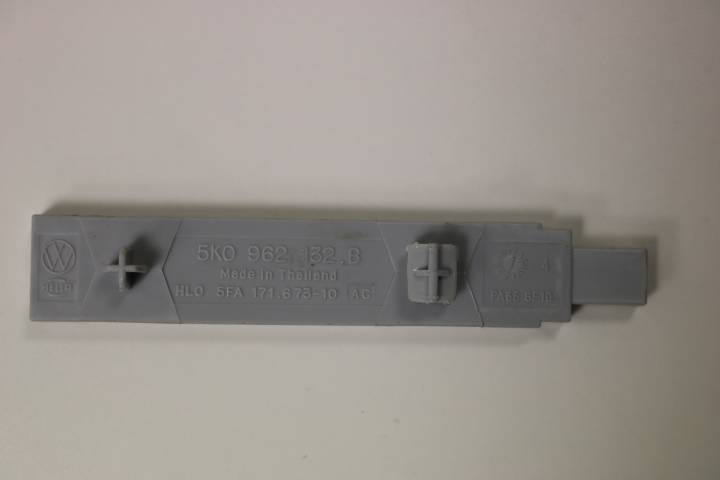 5K0 962 132 B
Made in Thailand
HLO 5FA 171.673-10 AC